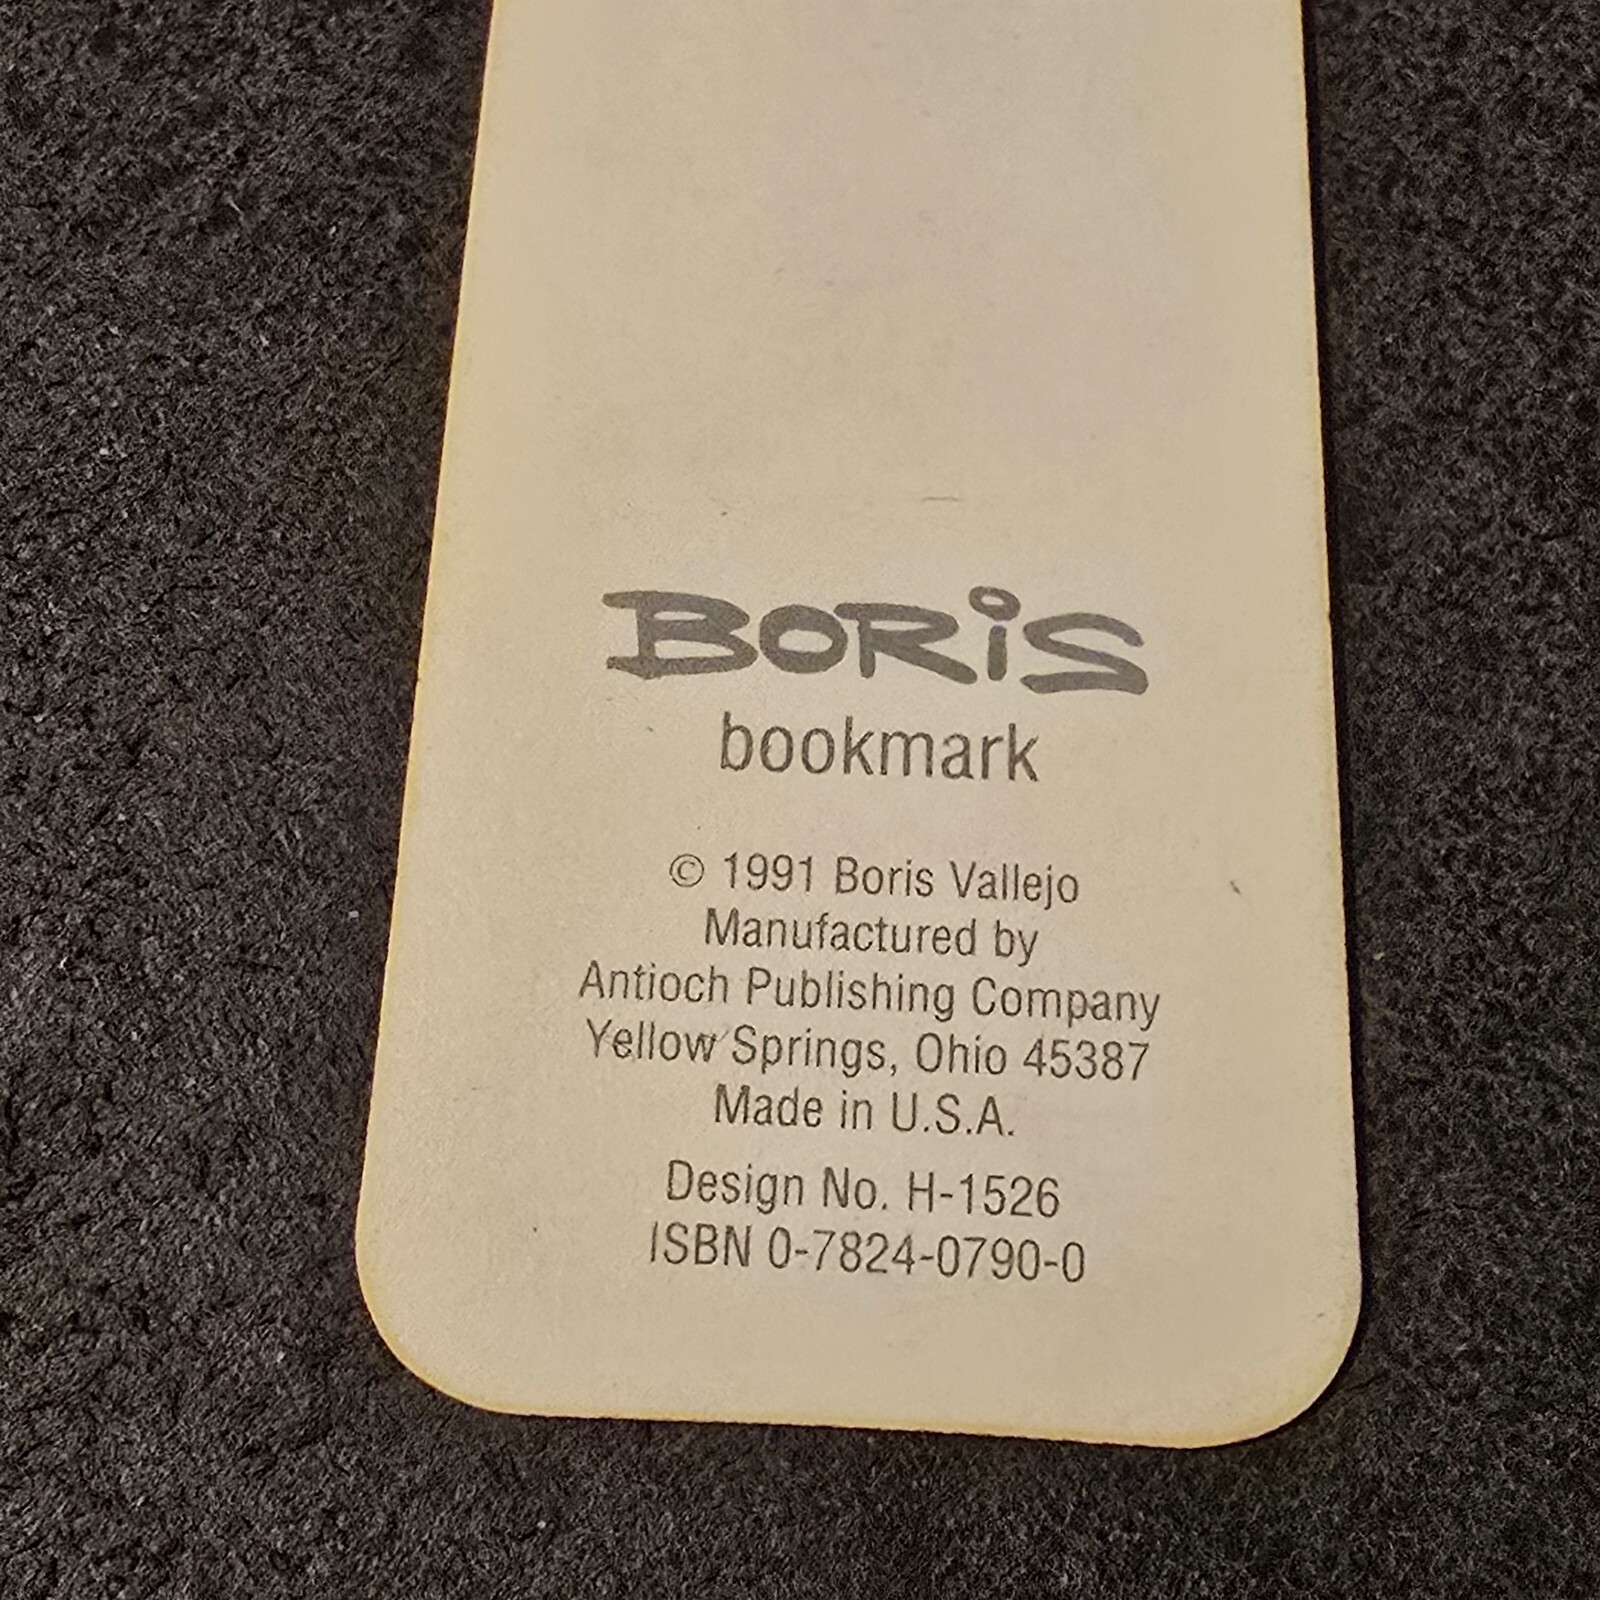 BORiS
bookmark
© 1991 Boris Vallejo
Manufactured by
Antioch Publishing Company
Yellow Springs, Ohio 45387
Made in U.S.A.
Design No. H-1526
ISBN 0-7824-0790-0